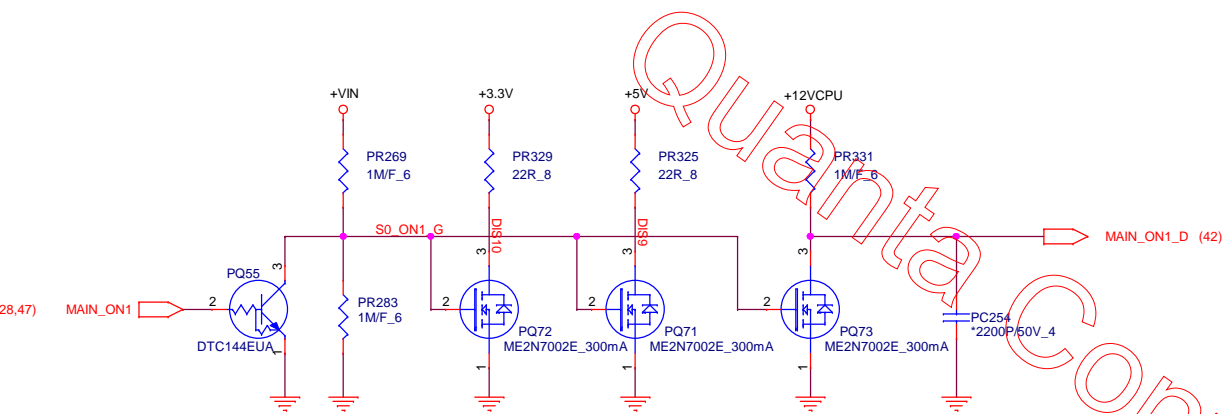 +VIN
+3.3V
+5V
+12VCPU
PR269
1M/F_6
PR329
22R_8
PR325
22R_8
PR331
1M/F_6
S0_ON1_G
DIS10
DIS9
MAIN_ON1_D (42)
3
3
3
3
PQ55
28,47) MAIN_ON1
2
2
2
2
PR283
1M/F_6
DTC144EUA
1
PQ72
ME2N7002E_300mA
1
PQ71
ME2N7002E_300mA
1
PQ73
ME2N7002E_300mA
1
PC254
*2200P/50V_4
Quanta Con